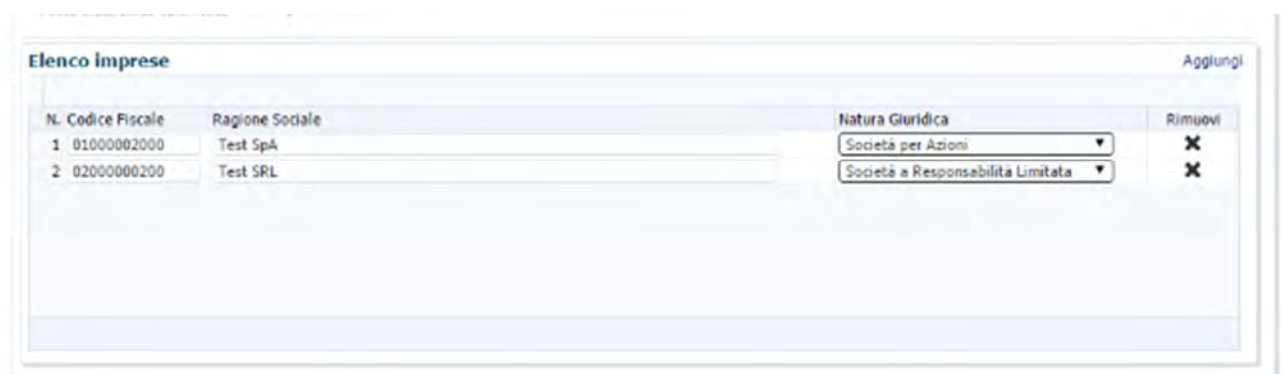 Elenco imprese Aggiungi
N. Codice Fiscale Ragione Sociale Natura Giuridica Rimuovi
1 01000002000 Test SpA Società per Azioni
2 02000000200 Test SRL Società a Responsabilità Limitata